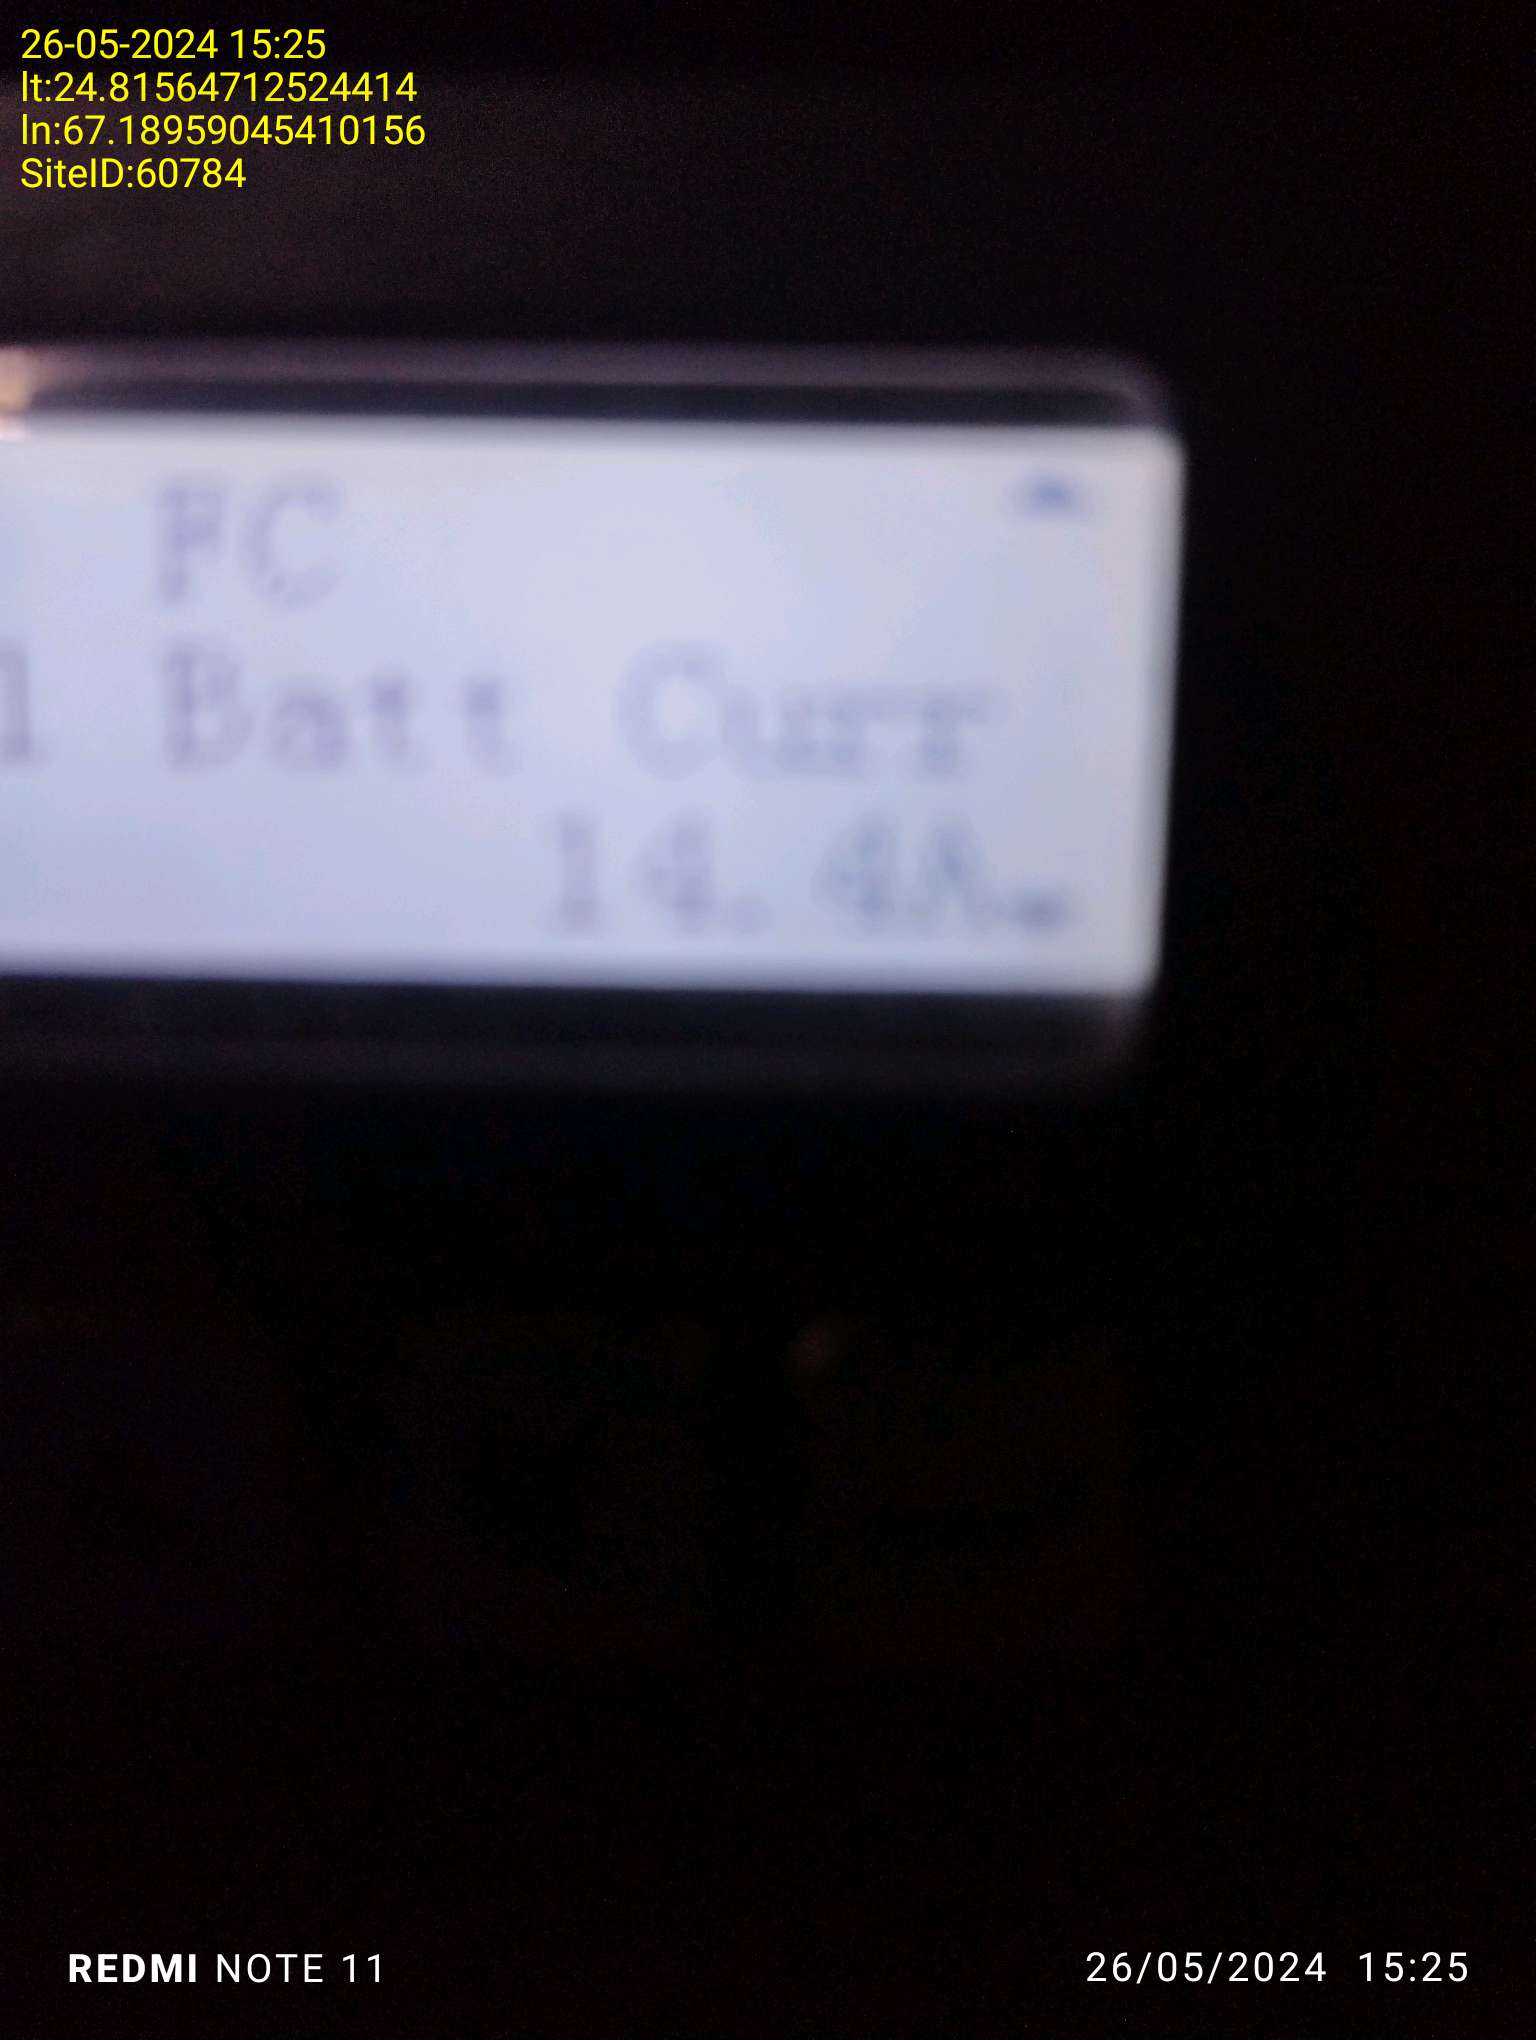 26-05-2024 15:25
lt:24.81564712524414
ln:67.18959045410156
SiteID:60784
Batt Curr
14.4A
REDMI NOTE 11
26/05/2024 15:25